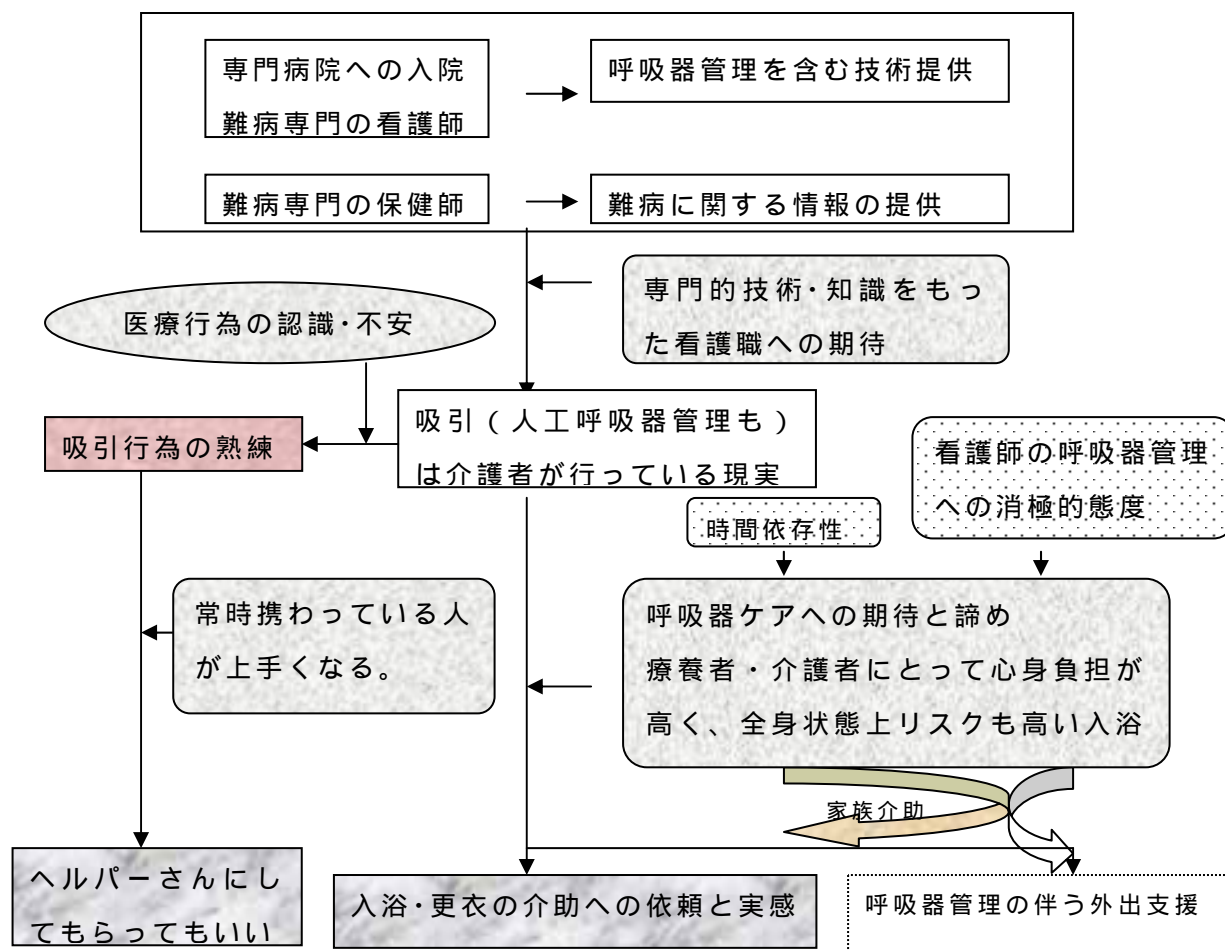 専門病院への入院
難病専門の看護師
呼吸器管理を含む技術提供
難病専門の保健師
難病に関する情報の提供
専門的技術・知識をもっ
た看護職への期待
医療行為の認識・不安
吸引（人工呼吸器管理も）
は介護者が行っている現実
吸引行為の熟練
看護師の呼吸器管理
への消極的態度
時間依存性
常時携わっている人
が上手くなる。
呼吸器ケアへの期待と諦め
療養者・介護者にとって心身負担が
高く、全身状態上リスクも高い入浴
家族介助
ヘルパーさんにし
てもらってもいい
入浴・更衣の介助への依頼と実感
呼吸器管理の伴う外出支援